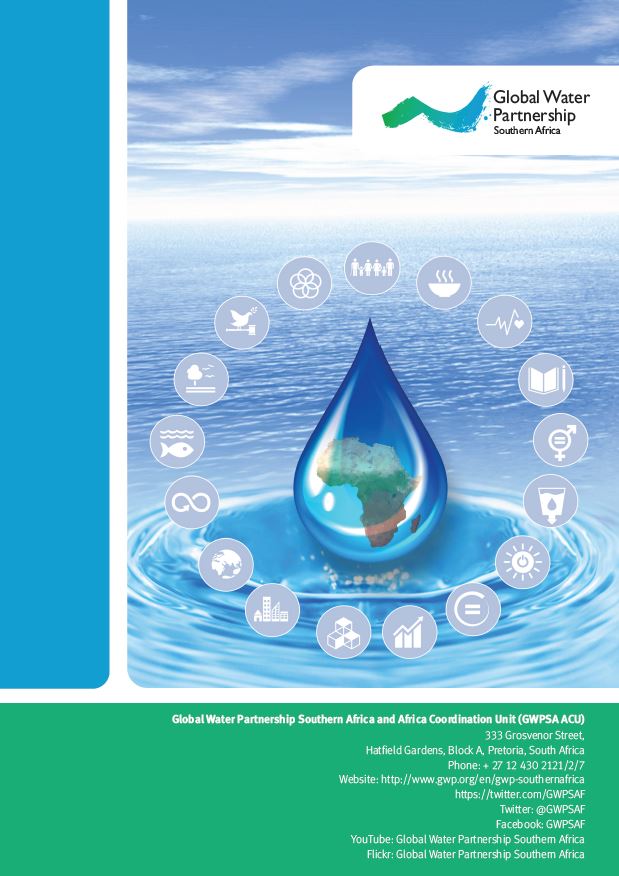 Global Water
Partnership
Southern Africa
Global Water Partnership Southern Africa and Africa Coordination Unit (GWPSA ACU)
333 Grosvenor Street,
Hatfield Gardens, Block A, Pretoria, South Africa
Phone: + 27 12 430 2121/2/7
Website: http://www.gwp.org/en/gwp-southernafrica
https://twitter.com/GWPSAF
Twitter: @GWPSAF
Facebook: GWPSAF
YouTube: Global Water Partnership Southern Africa
Flickr: Global Water Partnership Southern Africa